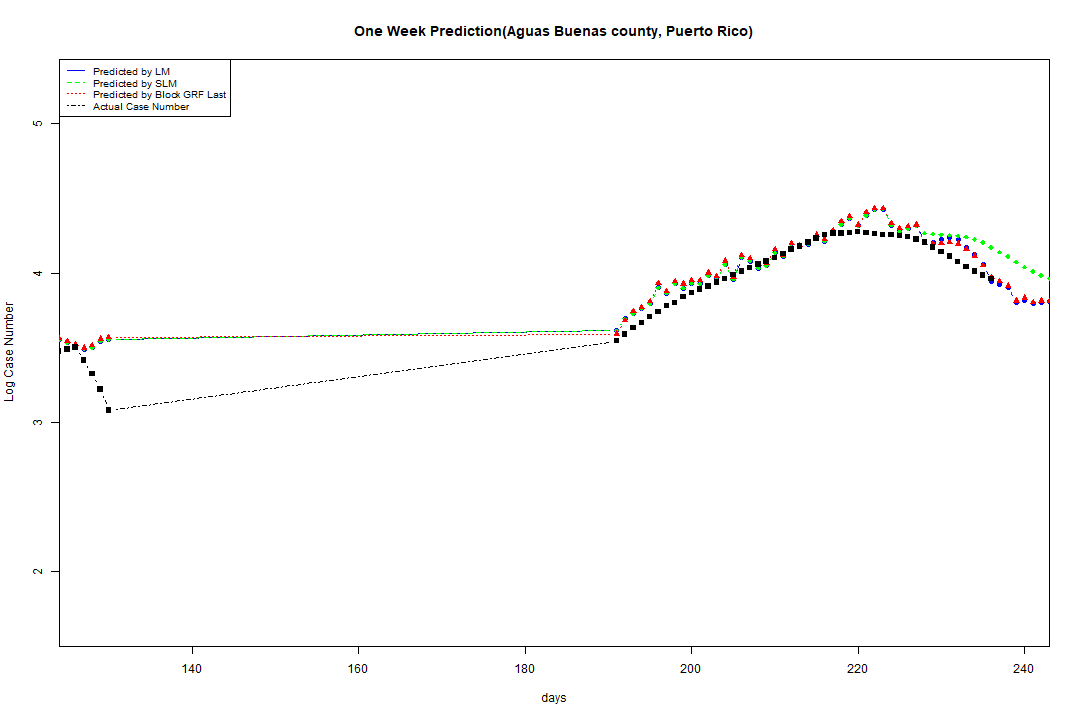 One Week Prediction(Aguas Buenas county, Puerto Rico)
Predicted by LM
Predicted by SLM
Predicted by Block GRF Last
Actual Case Number
5
4
3
2
Log Case Number
140 160 180 200 220 240
days